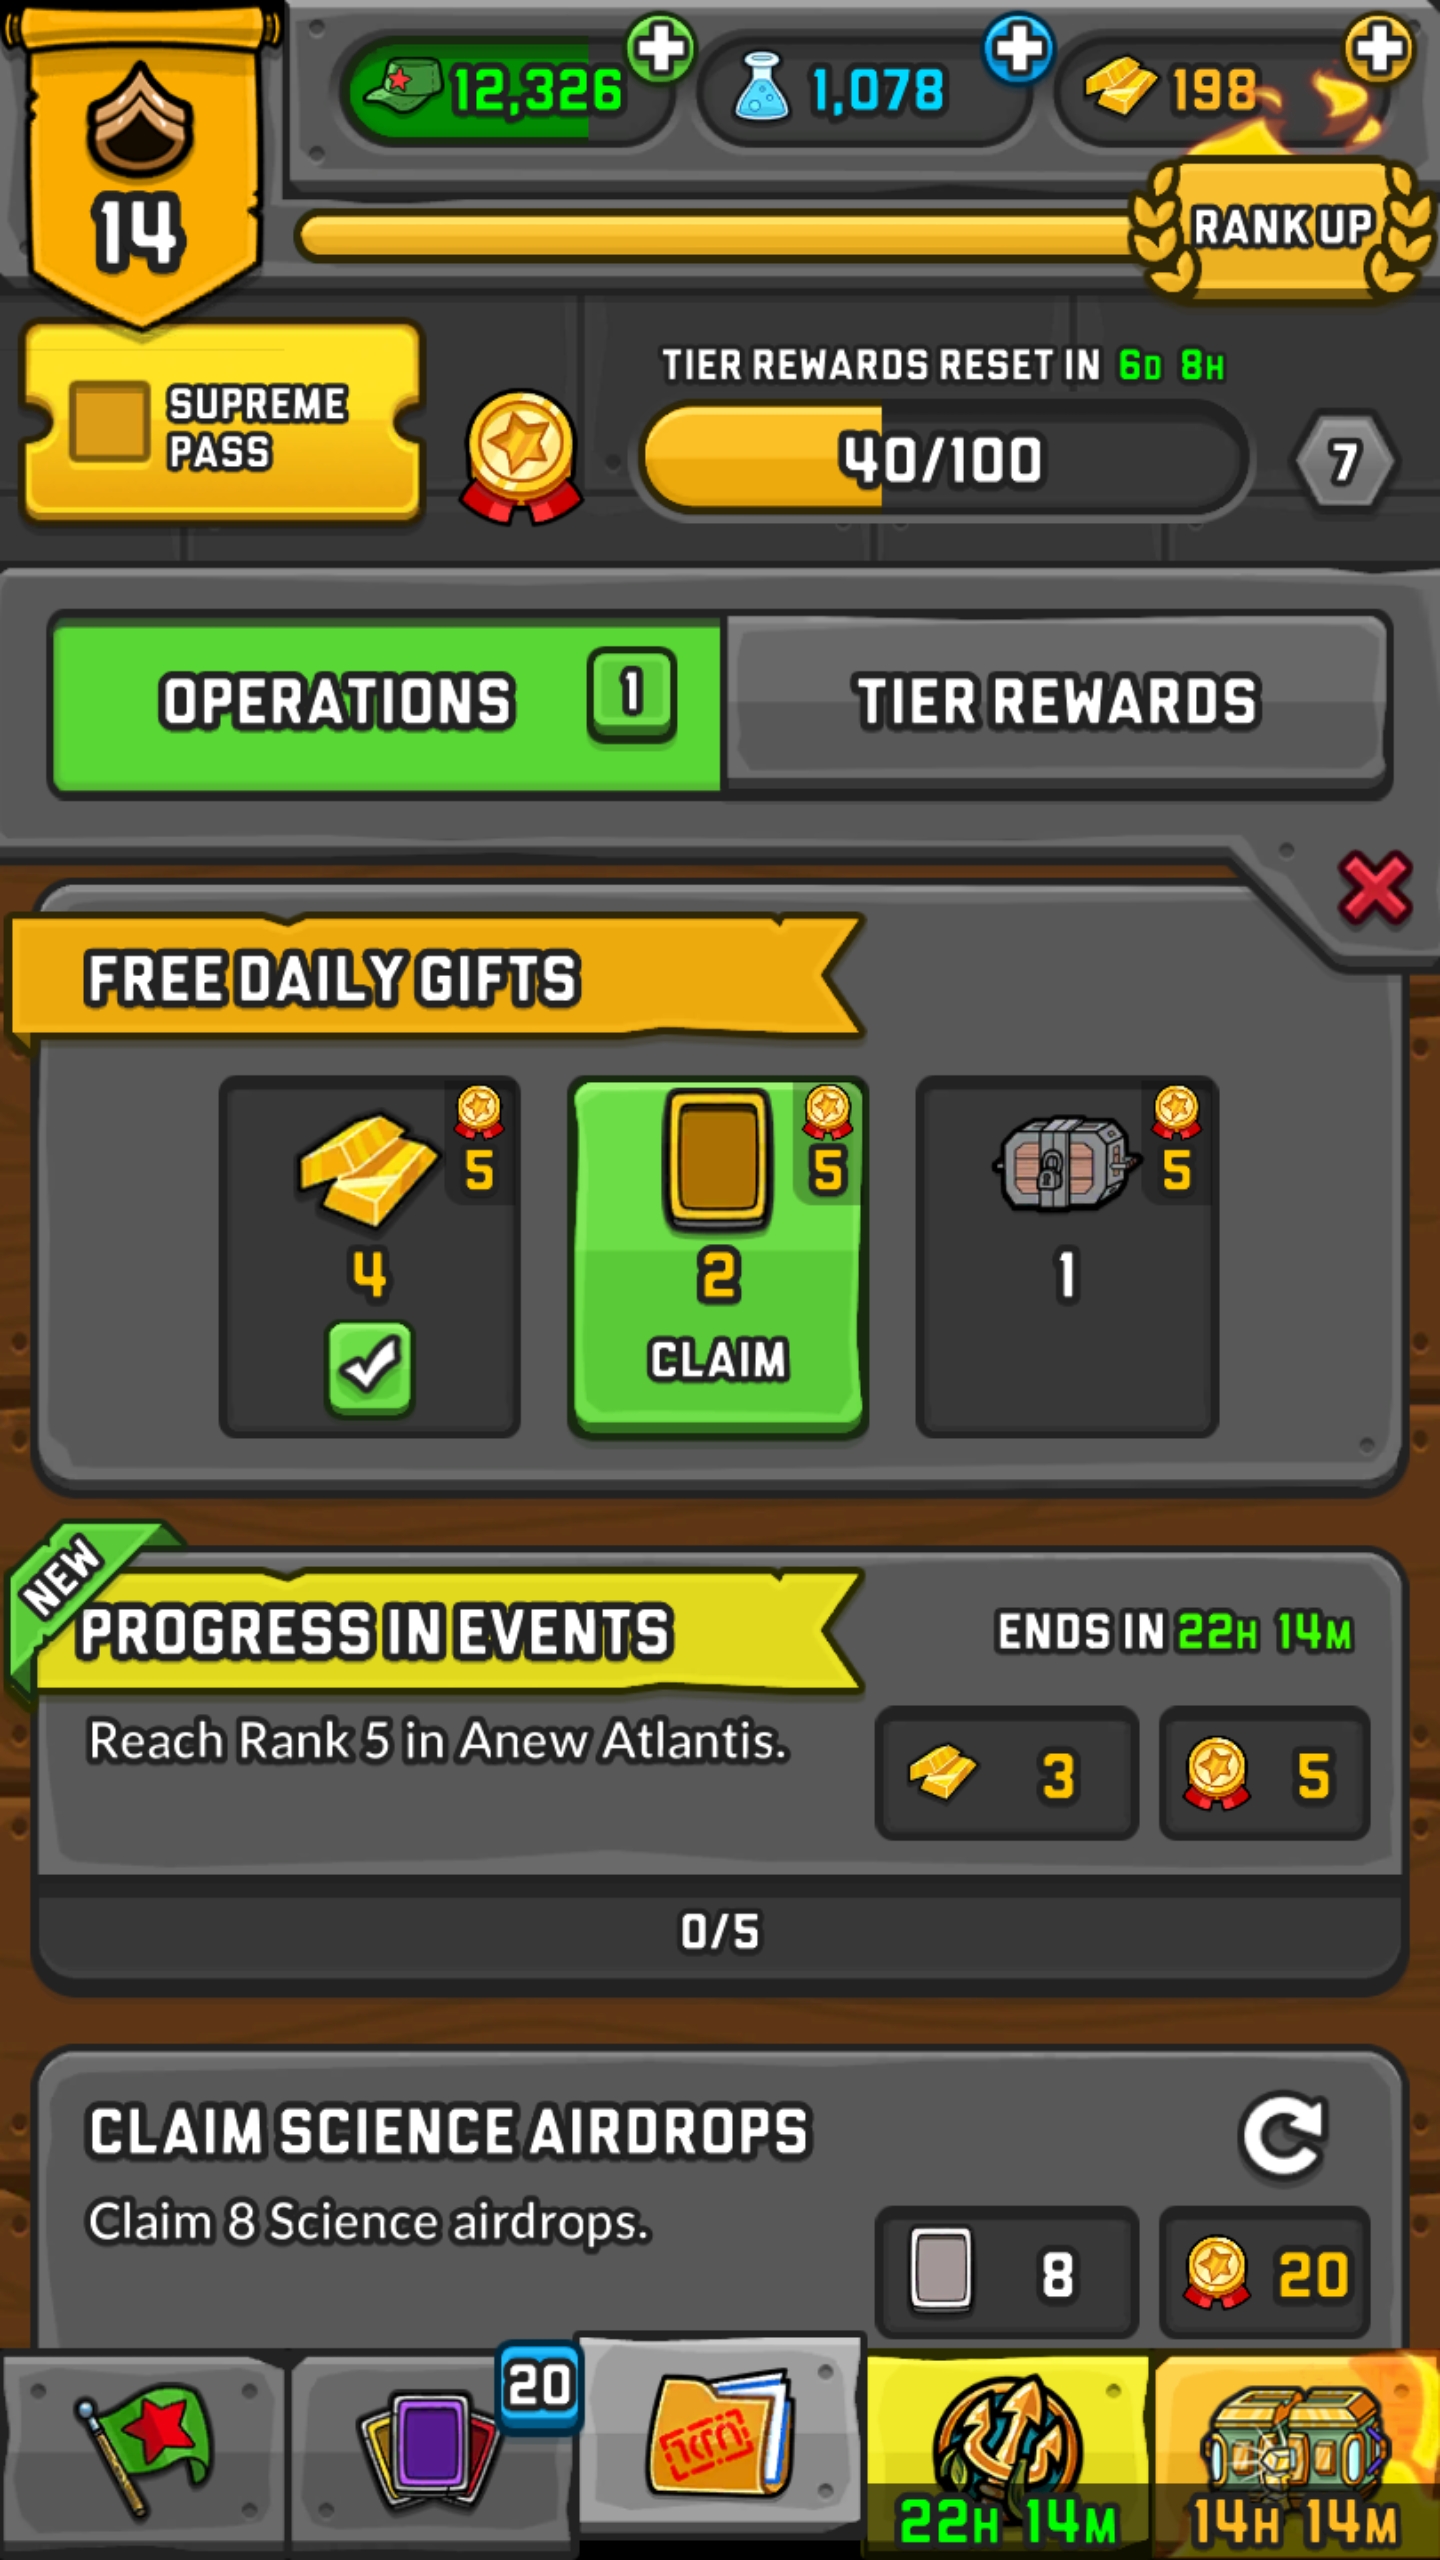 12,326
1,078
198
14
RANK UP
SUPREME
PASS
TIER REWARDS RESET IN 6D 8H
40/100
7
OPERATIONS
1
TIER REWARDS
FREE DAILY GIFTS
5
4
5
2
CLAIM
5
1
NEW
PROGRESS IN EVENTS
ENDS IN 22H 14M
Reach Rank 5 in Anew Atlantis.
3
5
0/5
CLAIM SCIENCE AIRDROPS
Claim 8 Science airdrops.
8
20
20
22H 14M
14H 14M